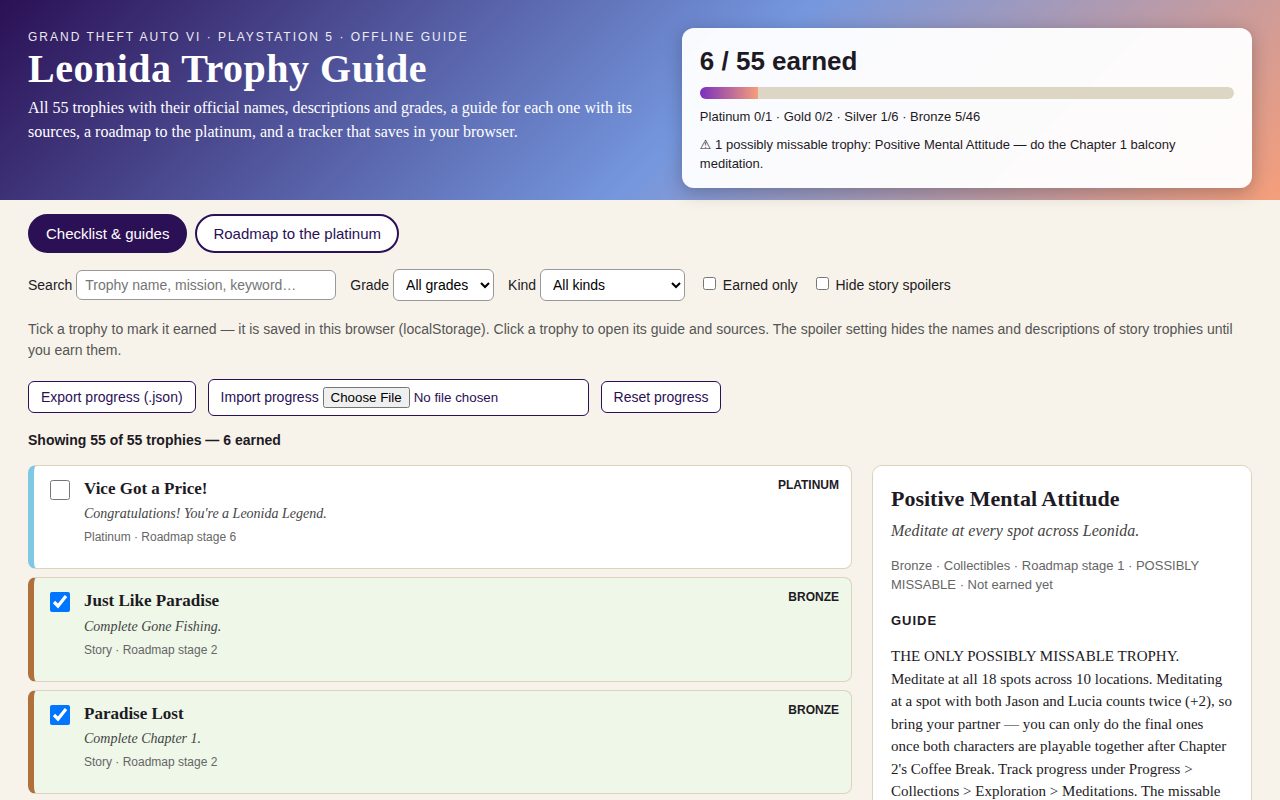 GRAND THEFT AUTO VI · PLAYSTATION 5 · OFFLINE GUIDE
Leonida Trophy Guide
All 55 trophies with their official names, descriptions and grades, a guide for each one with its
sources, a roadmap to the platinum, and a tracker that saves in your browser.
6 / 55 earned
Platinum 0/1 · Gold 0/2 · Silver 1/6 · Bronze 5/46
⚠ 1 possibly missable trophy: Positive Mental Attitude — do the Chapter 1 balcony
meditation.
Checklist & guides
Roadmap to the platinum
Search Trophy name, mission, keyword… Grade All grades Kind All kinds Earned only Hide story spoilers
Tick a trophy to mark it earned — it is saved in this browser (localStorage). Click a trophy to open its guide and sources. The spoiler setting hides the names and descriptions of story trophies until
you earn them.
Export progress (.json) Import progress Choose File No file chosen Reset progress
Showing 55 of 55 trophies — 6 earned
Vice Got a Price!
PLATINUM
Congratulations! You're a Leonida Legend.
Platinum · Roadmap stage 6
Just Like Paradise
BRONZE
Complete Gone Fishing.
Story · Roadmap stage 2
Paradise Lost
BRONZE
Complete Chapter 1.
Story · Roadmap stage 2
Positive Mental Attitude
Meditate at every spot across Leonida.
Bronze · Collectibles · Roadmap stage 1 · POSSIBLY
MISSABLE · Not earned yet
GUIDE
THE ONLY POSSIBLY MISSABLE TROPHY.
Meditate at all 18 spots across 10 locations. Meditating
at a spot with both Jason and Lucia counts twice (+2), so
bring your partner — you can only do the final ones
once both characters are playable together after Chapter
2's Coffee Break. Track progress under Progress >
Collections > Exploration > Meditations. The missable